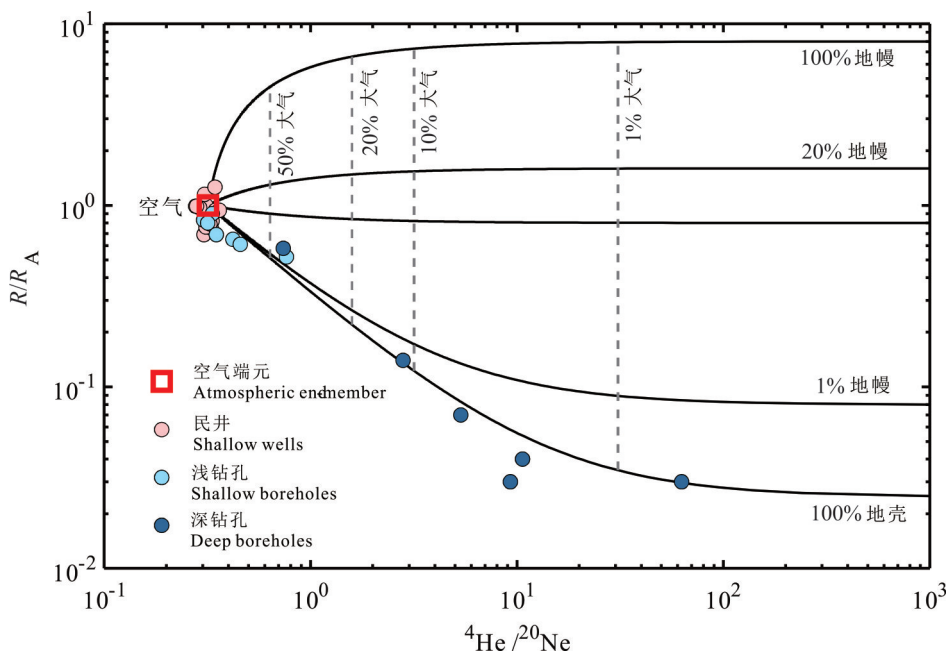 10¹
100% 地幔
50% 大气
20% 大气
10% 大气
1% 大气
20% 地幔
空气
10⁰
R/R_A
空气端元
Atmospheric endmember
民井
Shallow wells
浅钻孔
Shallow boreholes
深钻孔
Deep boreholes
10⁻¹
1% 地幔
100% 地壳
10⁻²
10⁻¹
10⁰
10¹
10²
10³
⁴He/²⁰Ne